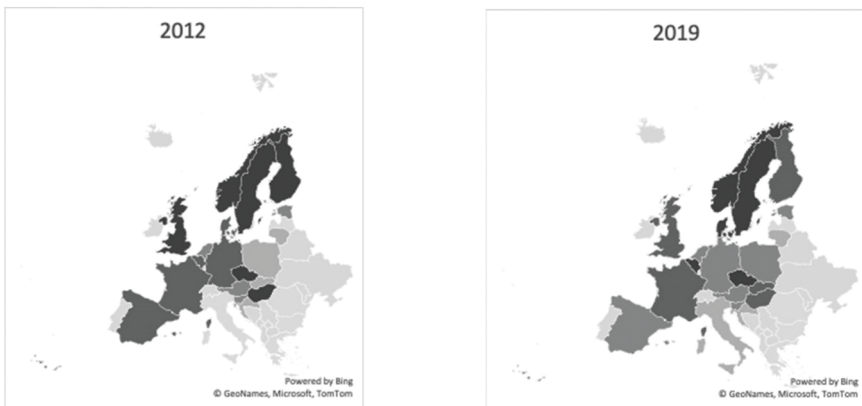 2012
Powered by Bing
© GeoNames, Microsoft, TomTom
2019
Powered by Bing
© GeoNames, Microsoft, TomTom